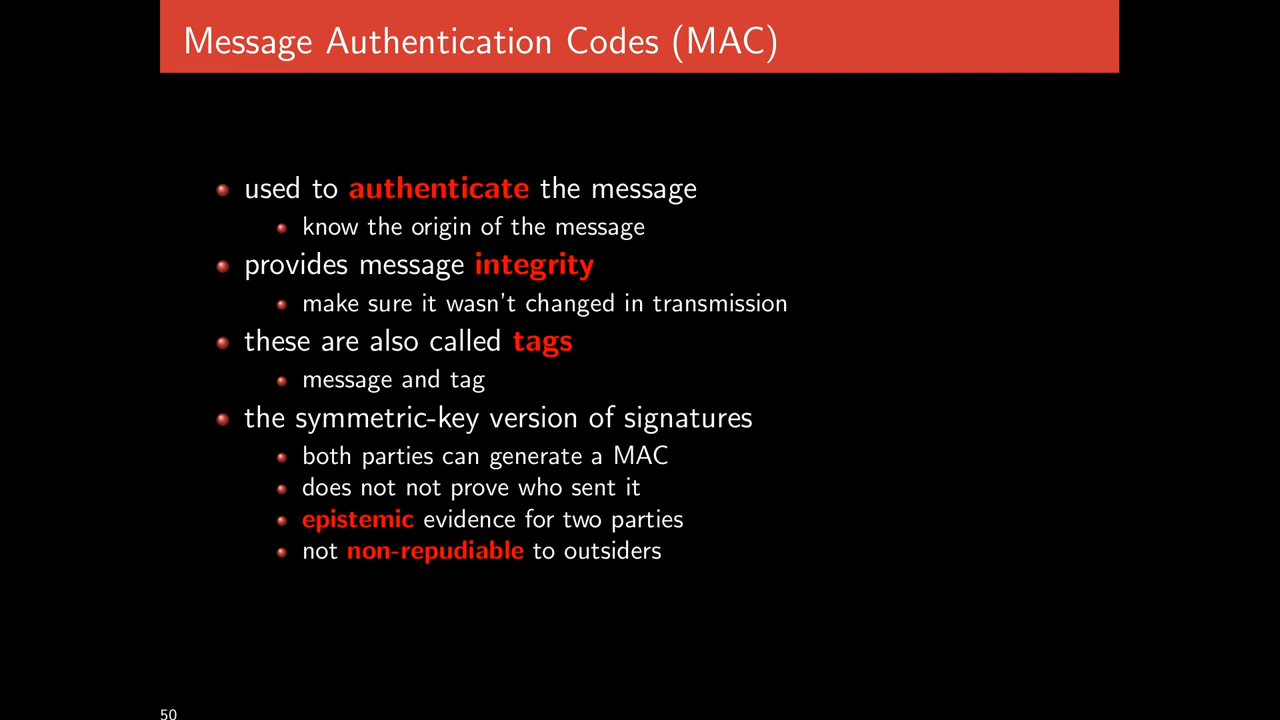 Message Authentication Codes (MAC)
used to authenticate the message
know the origin of the message
provides message integrity
make sure it wasn't changed in transmission
these are also called tags
message and tag
the symmetric-key version of signatures
both parties can generate a MAC
does not not prove who sent it
epistemic evidence for two parties
not non-repudiable to outsiders
50